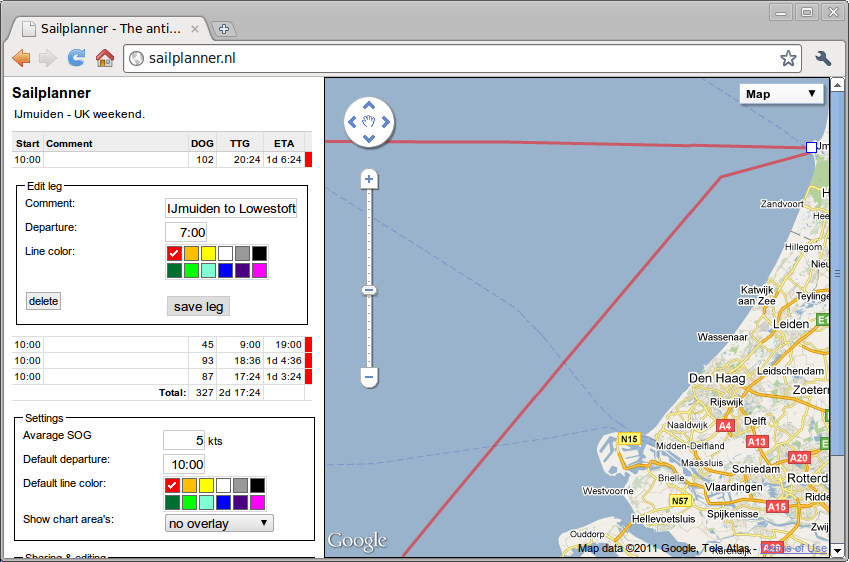 Sailplanner - The anti...
sailplanner.nl
Sailplanner
IJmuiden - UK weekend.
Start Comment DOG TTG ETA
10:00 102 20:24 1d 6:24
Edit leg
Comment: IJmuiden to Lowestoft
Departure: 7:00
Line color:
delete
save leg
10:00 45 9:00 19:00
10:00 93 18:36 1d 4:36
10:00 87 17:24 1d 3:24
Total: 327 2d 17:24
Settings
Avarage SOG 5 kts
Default departure: 10:00
Default line color:
Show chart area's: no overlay
Sharing & editing
Map
Zandvoort
Hillegom
Katwijk
aan Zee
Teylinge
Leiden
Wassenaar
Leidschendam
Den Haag
Zoeterm
Rijswijk
Naaldwijk
A4
Delft
N15
A13
Midden-Delfland
Maassluis
A20
Schiedam
Brielle
Rotterda
Westvoorne
Vlaardingen
N57
Ridde
A15
Spijkenisse
Hellevoetsluis
Zwij
Ouddorp
Google
Map data ©2011 Google, Tele Atlas - Terms of Use